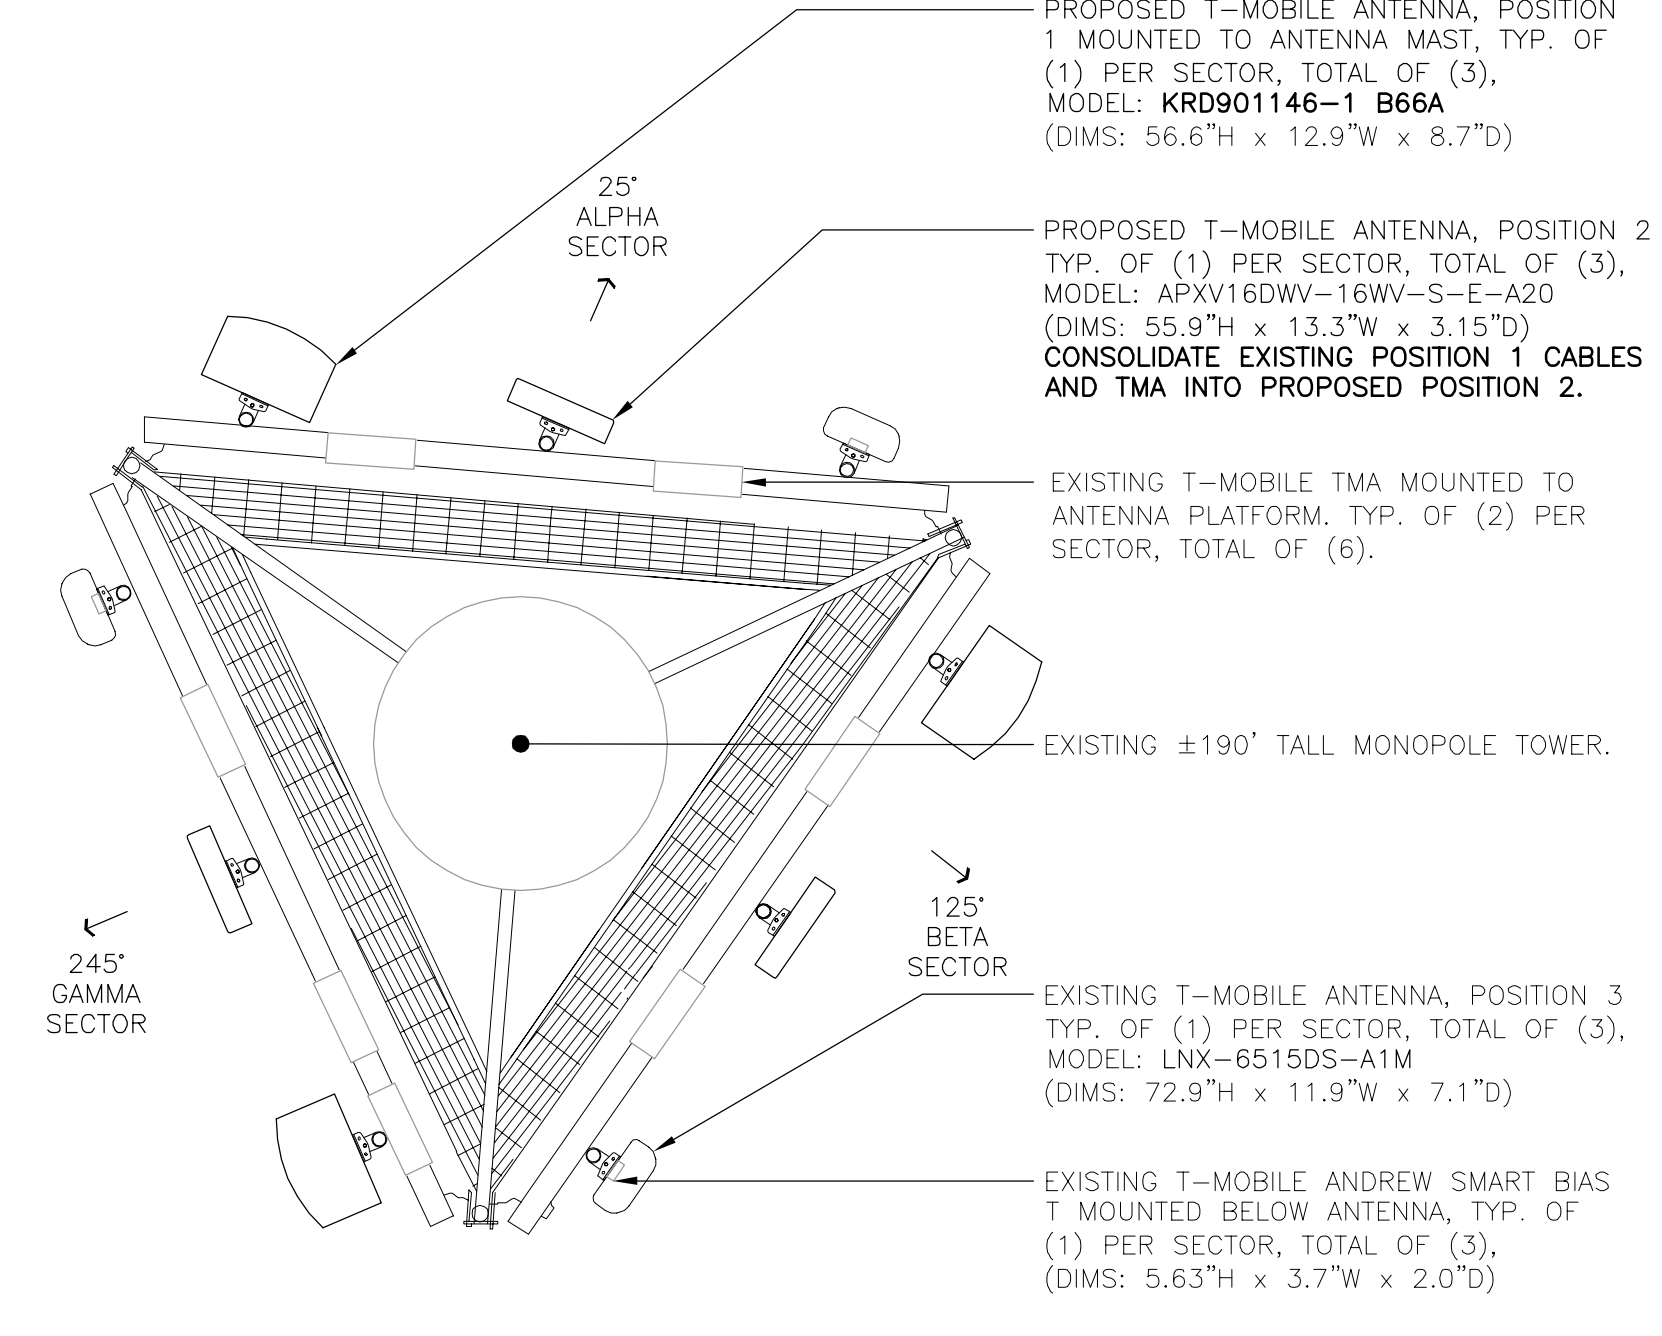 PROPOSED T-MOBILE ANTENNA, POSITION
1 MOUNTED TO ANTENNA MAST, TYP. OF
(1) PER SECTOR, TOTAL OF (3),
MODEL: KRD901146-1 B66A
(DIMS: 56.6"H x 12.9"W x 8.7"D)
25°
ALPHA
SECTOR
PROPOSED T-MOBILE ANTENNA, POSITION 2
TYP. OF (1) PER SECTOR, TOTAL OF (3),
MODEL: APXV16DWV-16WV-S-E-A20
(DIMS: 55.9"H x 13.3"W x 3.15"D)
CONSOLIDATE EXISTING POSITION 1 CABLES
AND TMA INTO PROPOSED POSITION 2.
EXISTING T-MOBILE TMA MOUNTED TO
ANTENNA PLATFORM. TYP. OF (2) PER
SECTOR, TOTAL OF (6).
EXISTING ±190' TALL MONOPOLE TOWER.
125°
BETA
SECTOR
245°
GAMMA
SECTOR
EXISTING T-MOBILE ANTENNA, POSITION 3
TYP. OF (1) PER SECTOR, TOTAL OF (3),
MODEL: LNX-6515DS-A1M
(DIMS: 72.9"H x 11.9"W x 7.1"D)
EXISTING T-MOBILE ANDREW SMART BIAS
T MOUNTED BELOW ANTENNA, TYP. OF
(1) PER SECTOR, TOTAL OF (3),
(DIMS: 5.63"H x 3.7"W x 2.0"D)